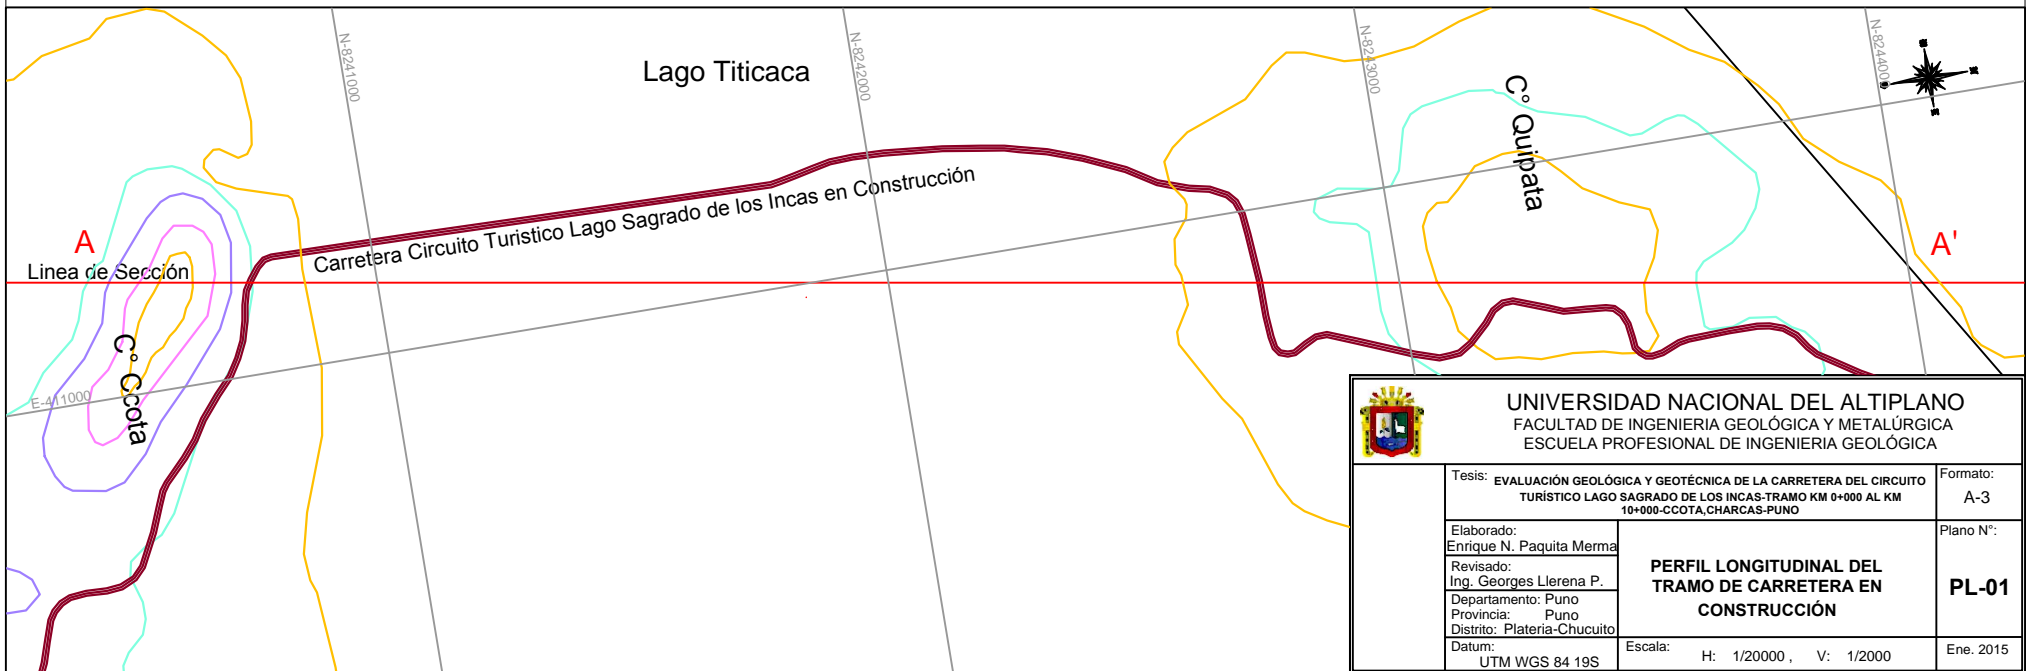 N-8241000
N-8242000
N-8243000
N-8244000
Lago Titicaca
C° Quipata
Carretera Circuito Turistico Lago Sagrado de los Incas en Construcción
A
A'
Linea de Sección
C° Ccota
E-411000
UNIVERSIDAD NACIONAL DEL ALTIPLANO
FACULTAD DE INGENIERIA GEOLÓGICA Y METALÚRGICA
ESCUELA PROFESIONAL DE INGENIERIA GEOLÓGICA
Tesis: EVALUACIÓN GEOLÓGICA Y GEOTÉCNICA DE LA CARRETERA DEL CIRCUITO
TURÍSTICO LAGO SAGRADO DE LOS INCAS-TRAMO KM 0+000 AL KM
10+000-CCOTA,CHARCAS-PUNO
Formato:
A-3
Elaborado:
Enrique N. Paquita Merma
Revisado:
Ing. Georges Llerena P.
Departamento: Puno
Provincia: Puno
Distrito: Plateria-Chucuito
Datum:
UTM WGS 84 19S
PERFIL LONGITUDINAL DEL
TRAMO DE CARRETERA EN
CONSTRUCCIÓN
Escala: H: 1/20000 , V: 1/2000
Plano N°:
PL-01
Ene. 2015